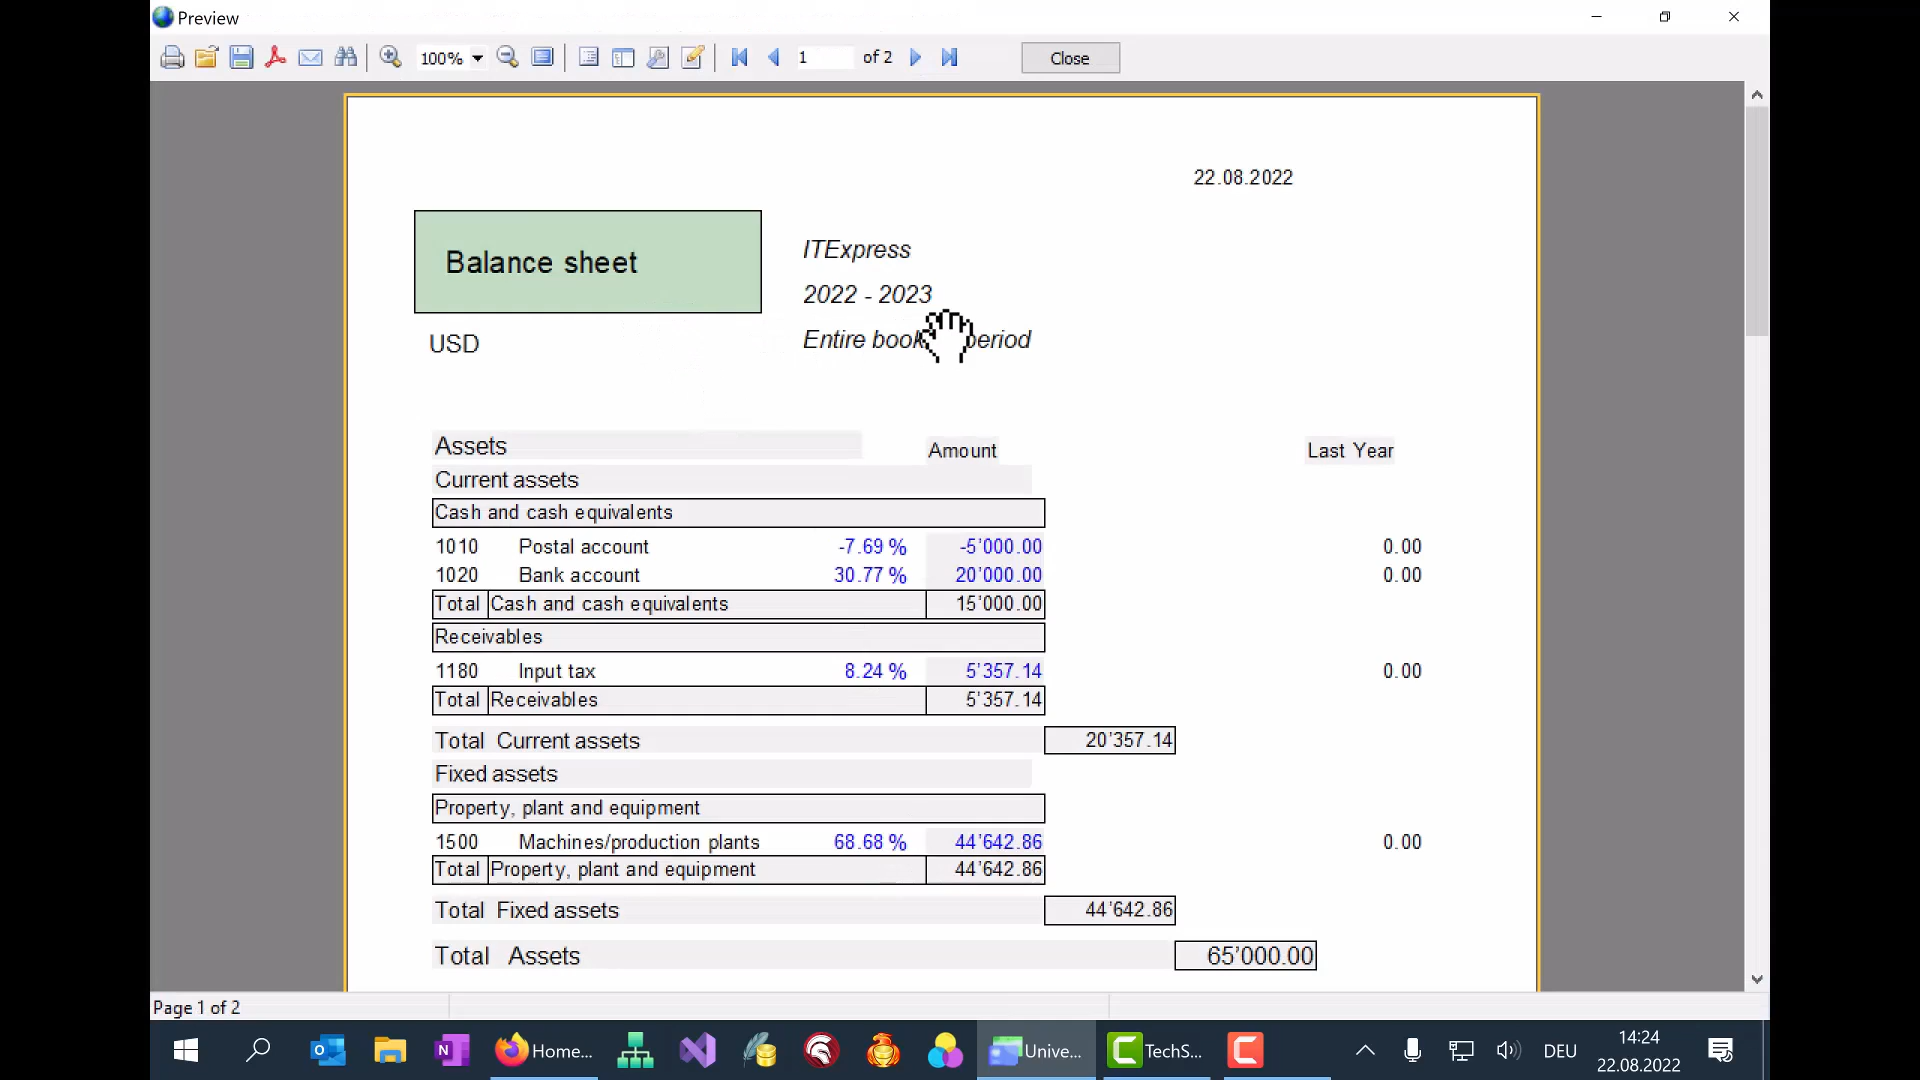 Preview
100%
1 of 2
Close
22.08.2022
Balance sheet
ITExpress
2022 - 2023
Entire book period
USD
Assets Amount Last Year
Current assets
Cash and cash equivalents
1010 Postal account -7.69 % -5'000.00 0.00
1020 Bank account 30.77 % 20'000.00 0.00
Total Cash and cash equivalents 15'000.00
Receivables
1180 Input tax 8.24 % 5'357.14 0.00
Total Receivables 5'357.14
Total Current assets 20'357.14
Fixed assets
Property, plant and equipment
1500 Machines/production plants 68.68 % 44'642.86 0.00
Total Property, plant and equipment 44'642.86
Total Fixed assets 44'642.86
Total Assets 65'000.00
Page 1 of 2
Home... Unive... TechS... DEU 14:24
22.08.2022